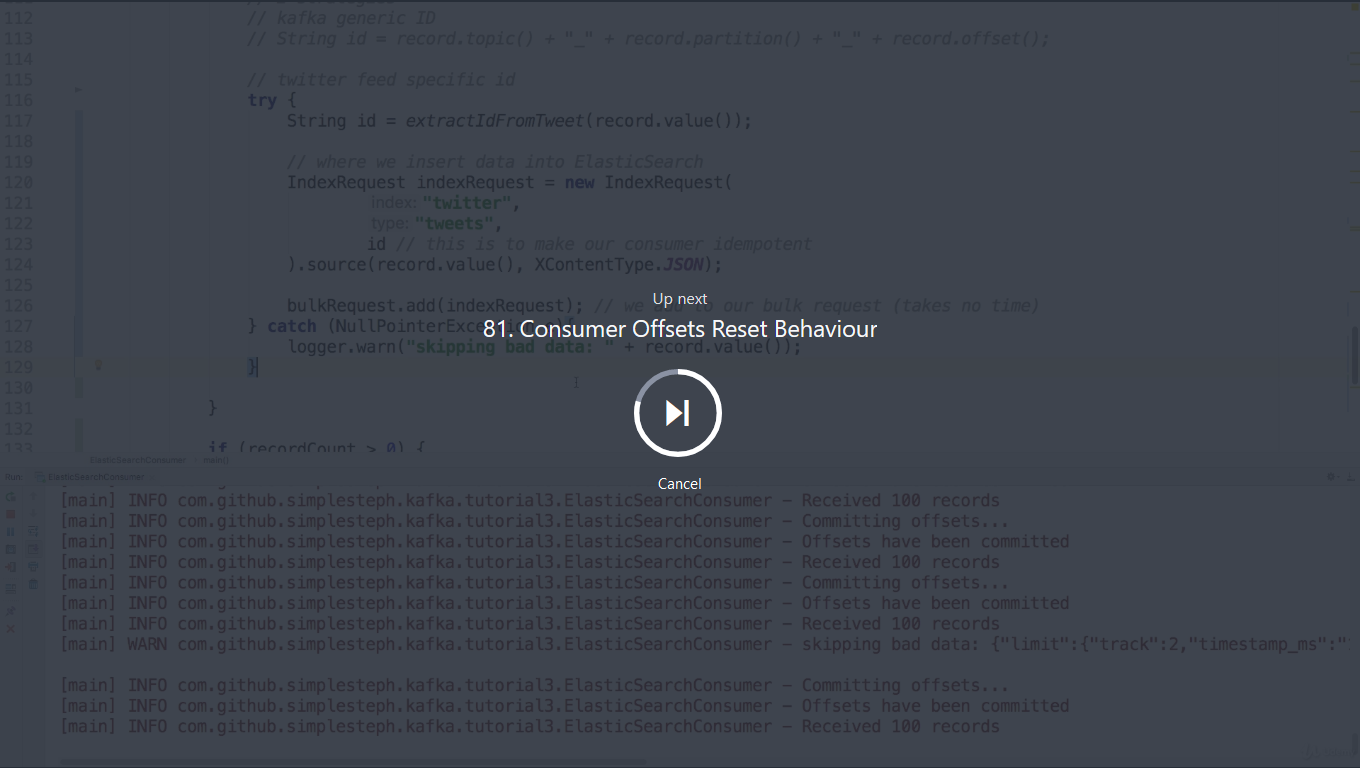 112 // kafka generic ID
113 // String id = record.topic() + "_" + record.partition() + "_" + record.offset();
114
115 // twitter feed specific id
116 try {
117 String id = extractIdFromTweet(record.value());
118
119 // where we insert data into ElasticSearch
120 IndexRequest indexRequest = new IndexRequest(
121 index: "twitter",
122 type: "tweets",
123 id // this is to make our consumer idempotent
124 ).source(record.value(), XContentType.JSON);
125
Up next
126 bulkRequest.add(indexRequest); // we add to our bulk request (takes no time)
127 } catch (NullPointerException
81. Consumer Offsets Reset Behaviour
128 logger.warn("skipping bad data: " + record.value());
129 }
130
131 }
132
133 if (recordCount > 0) {
ElasticSearchConsumer main()
Run: ElasticSearchConsumer
Cancel
[main] INFO com.github.simplesteph.kafka.tutorial3.ElasticSearchConsumer - Received 100 records
[main] INFO com.github.simplesteph.kafka.tutorial3.ElasticSearchConsumer - Committing offsets...
[main] INFO com.github.simplesteph.kafka.tutorial3.ElasticSearchConsumer - Offsets have been committed
[main] INFO com.github.simplesteph.kafka.tutorial3.ElasticSearchConsumer - Received 100 records
[main] INFO com.github.simplesteph.kafka.tutorial3.ElasticSearchConsumer - Committing offsets...
[main] INFO com.github.simplesteph.kafka.tutorial3.ElasticSearchConsumer - Offsets have been committed
[main] INFO com.github.simplesteph.kafka.tutorial3.ElasticSearchConsumer - Received 100 records
[main] WARN com.github.simplesteph.kafka.tutorial3.ElasticSearchConsumer - skipping bad data: {"limit":{"track":2,"timestamp_ms":"
[main] INFO com.github.simplesteph.kafka.tutorial3.ElasticSearchConsumer - Committing offsets...
[main] INFO com.github.simplesteph.kafka.tutorial3.ElasticSearchConsumer - Offsets have been committed
[main] INFO com.github.simplesteph.kafka.tutorial3.ElasticSearchConsumer - Received 100 records